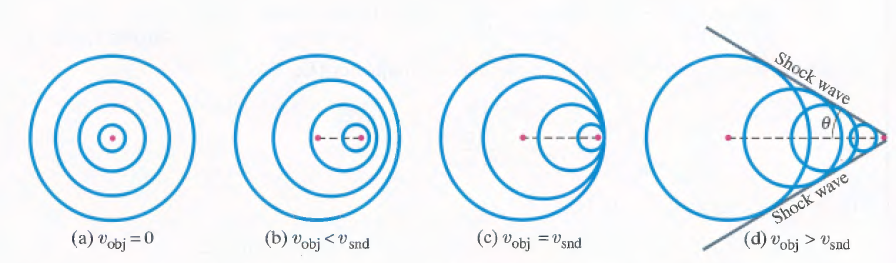 Shock wave
θ
Shock wave
(a) v_obj = 0
(b) v_obj < v_snd
(c) v_obj = v_snd
(d) v_obj > v_snd